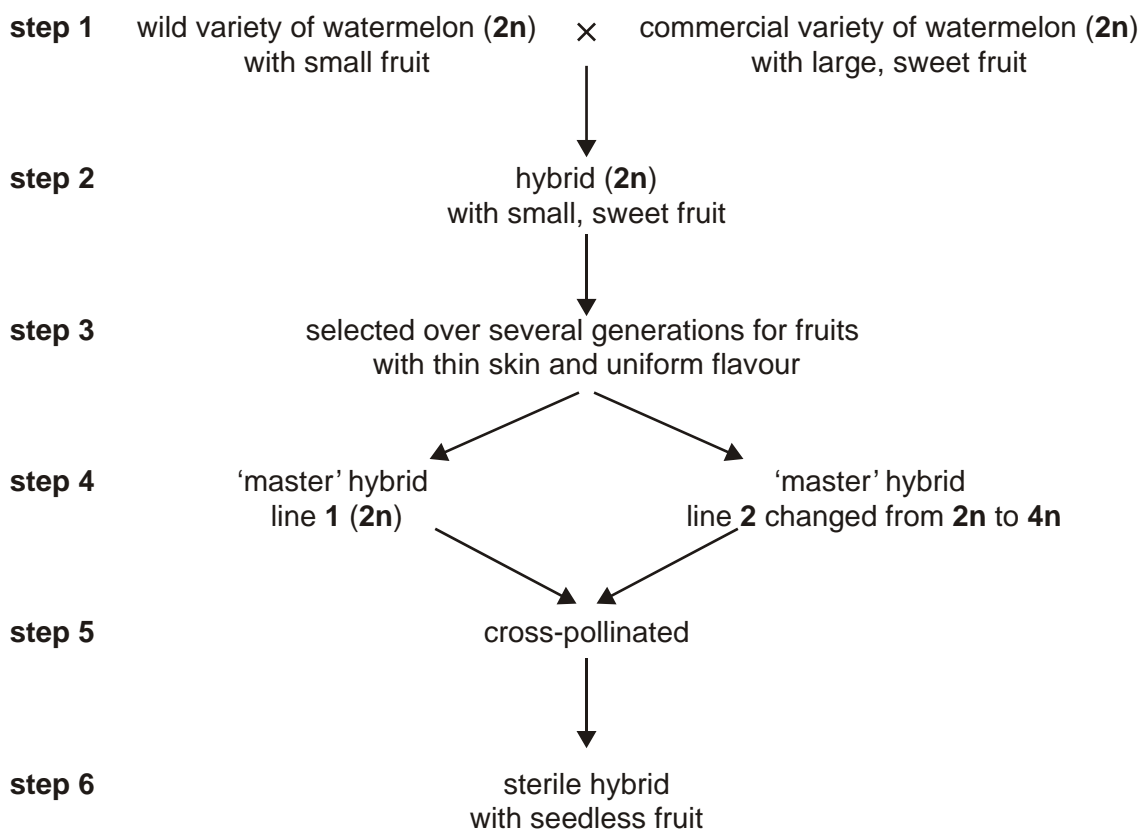 step 1 wild variety of watermelon (2n) × commercial variety of watermelon (2n)
with small fruit with large, sweet fruit
step 2 hybrid (2n)
with small, sweet fruit
step 3 selected over several generations for fruits
with thin skin and uniform flavour
step 4 ‘master’ hybrid ‘master’ hybrid
line 1 (2n) line 2 changed from 2n to 4n
step 5 cross-pollinated
step 6 sterile hybrid
with seedless fruit